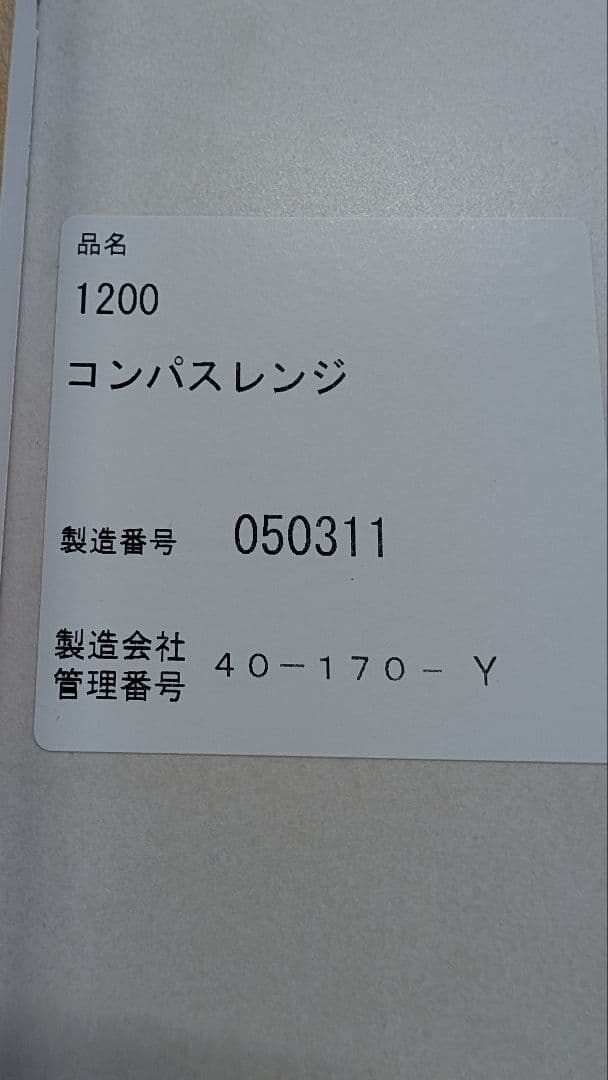 品名
1200
コンパスレンジ
製造番号 050311
製造会社
管理番号 40-170-Y